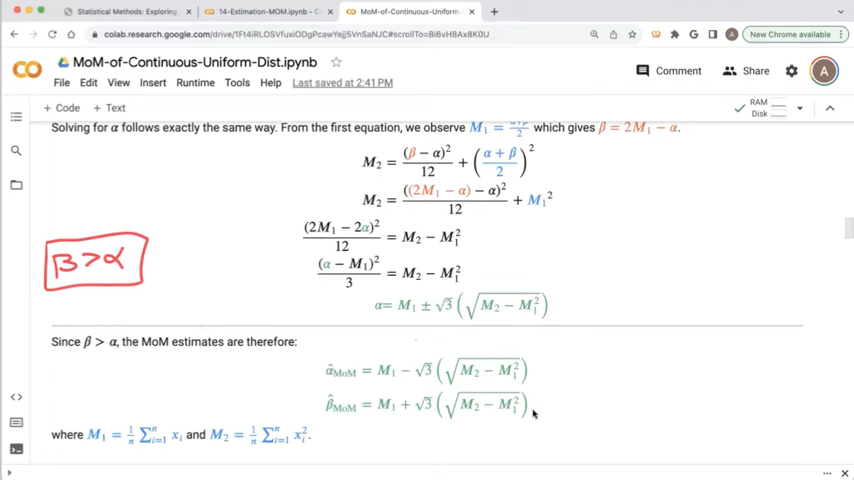 Statistical Methods: Exploring
14-Estimation-MOM.ipynb - C
MoM-of-Continuous-Uniform-
colab.research.google.com/drive/1Ft4iRLOSVfuxiODgPcawYejj5VnSaNJC#scrollTo=Bi6vH8Ax8K0U
New Chrome available
MoM-of-Continuous-Uniform-Dist.ipynb
File Edit View Insert Runtime Tools Help Last saved at 2:41 PM
Comment Share A
+ Code + Text
RAM
Disk
Solving for α follows exactly the same way. From the first equation, we observe M₁ = (α+β)/2 which gives β = 2M₁ − α.
M₂ = (β − α)²/12 + ((α + β)/2)²
M₂ = ((2M₁ − α) − α)²/12 + M₁²
(2M₁ − 2α)²/12 = M₂ − M₁²
β > α
(α − M₁)²/3 = M₂ − M₁²
α= M₁ ± √3 (√(M₂ − M₁²))
Since β > α, the MoM estimates are therefore:
α̂MoM = M₁ − √3 (√(M₂ − M₁²))
β̂MoM = M₁ + √3 (√(M₂ − M₁²))
where M₁ = 1/n ∑ⁿᵢ₌₁ xᵢ and M₂ = 1/n ∑ⁿᵢ₌₁ xᵢ².